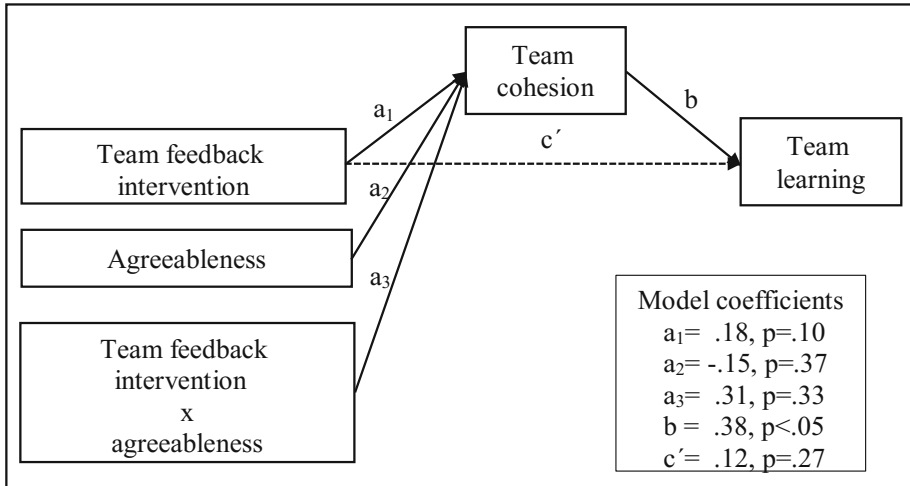 Team
cohesion
a₁
b
c´
Team feedback
intervention
Team
learning
a₂
Agreeableness
a₃
Team feedback
intervention
x
agreeableness
Model coefficients
a₁= .18, p=.10
a₂= -.15, p=.37
a₃= .31, p=.33
b = .38, p<.05
c´= .12, p=.27